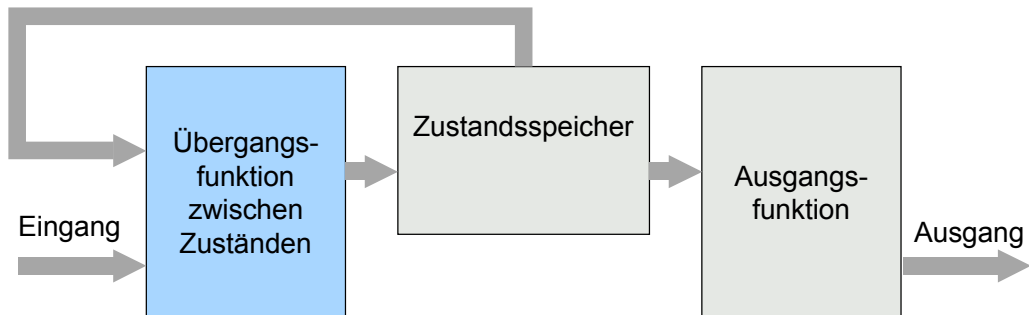 Übergangs-
funktion
zwischen
Zuständen
Zustandsspeicher
Ausgangs-
funktion
Eingang
Ausgang